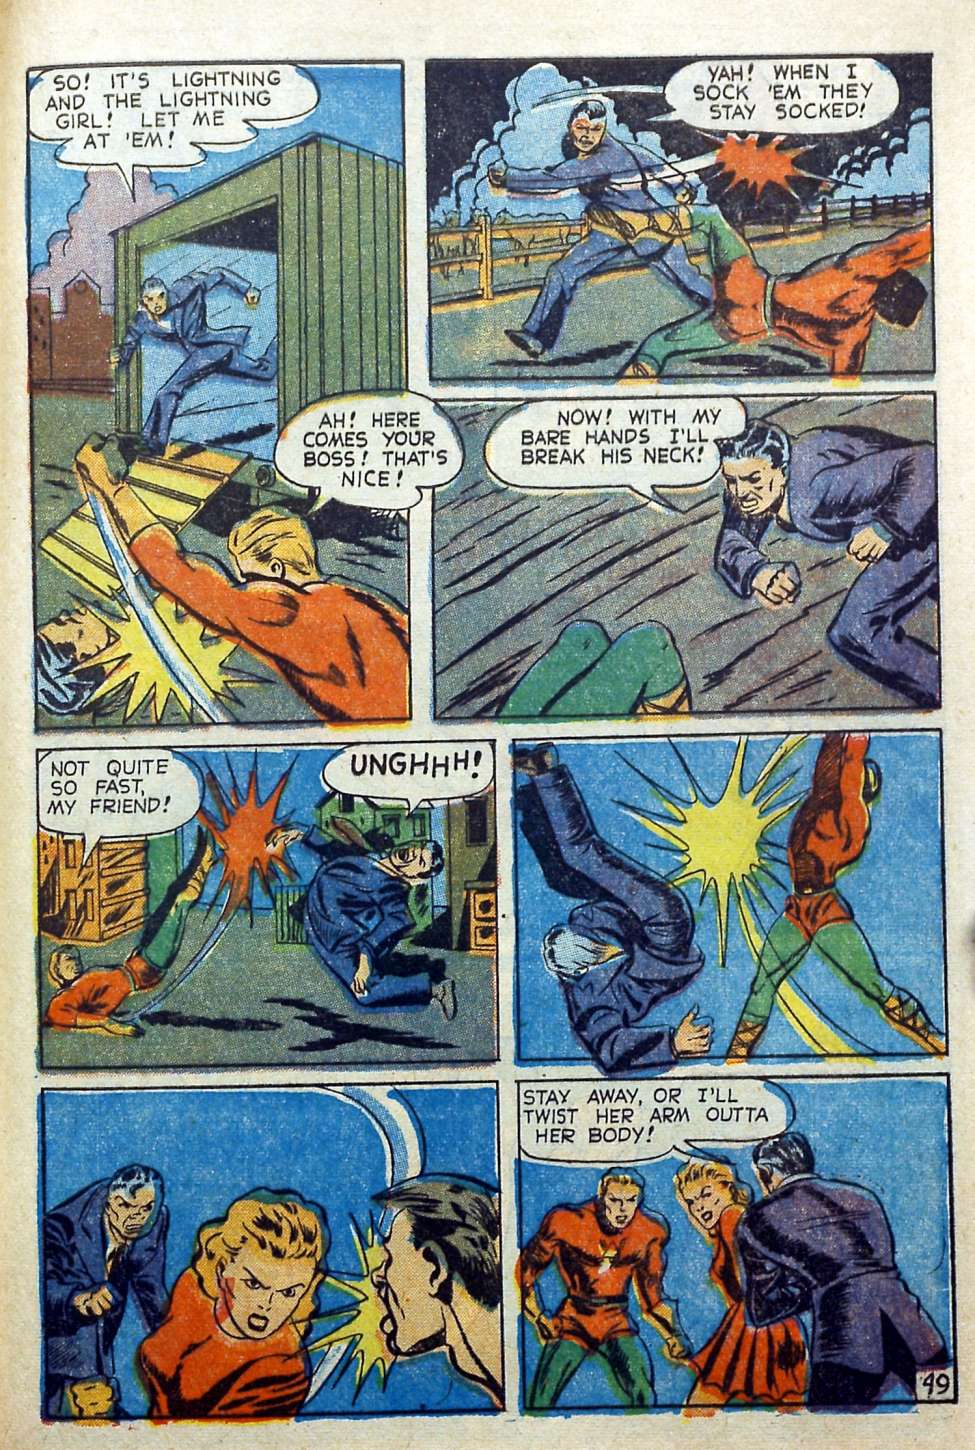 SO! IT'S LIGHTNING
AND THE LIGHTNING
GIRL! LET ME
AT 'EM!
AH! HERE
COMES YOUR
BOSS! THAT'S
NICE!
YAH! WHEN I
SOCK 'EM THEY
STAY SOCKED!
NOW! WITH MY
BARE HANDS I'LL
BREAK HIS NECK!
NOT QUITE
SO FAST,
MY FRIEND!
UNGHHH!
STAY AWAY, OR I'LL
TWIST HER ARM OUTTA
HER BODY!
49